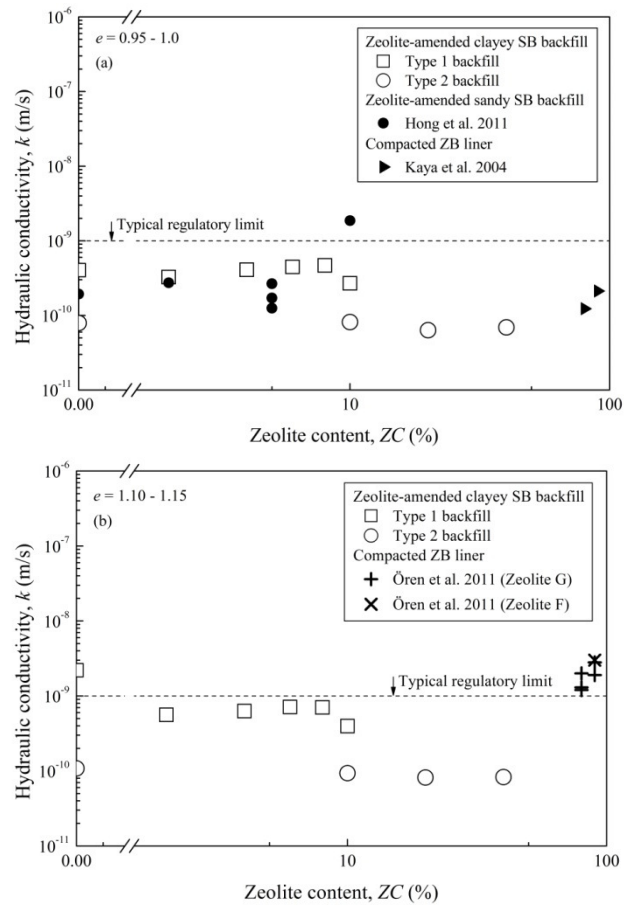 e = 0.95 - 1.0
(a)
Zeolite-amended clayey SB backfill
Type 1 backfill
Type 2 backfill
Zeolite-amended sandy SB backfill
Hong et al. 2011
Compacted ZB liner
Kaya et al. 2004
Typical regulatory limit
Hydraulic conductivity, k (m/s)
10⁻⁶
10⁻⁷
10⁻⁸
10⁻⁹
10⁻¹⁰
10⁻¹¹
0.00 10 100
Zeolite content, ZC (%)
e = 1.10 - 1.15
(b)
Zeolite-amended clayey SB backfill
Type 1 backfill
Type 2 backfill
Compacted ZB liner
Ören et al. 2011 (Zeolite G)
Ören et al. 2011 (Zeolite F)
Typical regulatory limit
Hydraulic conductivity, k (m/s)
10⁻⁶
10⁻⁷
10⁻⁸
10⁻⁹
10⁻¹⁰
10⁻¹¹
0.00 10 100
Zeolite content, ZC (%)